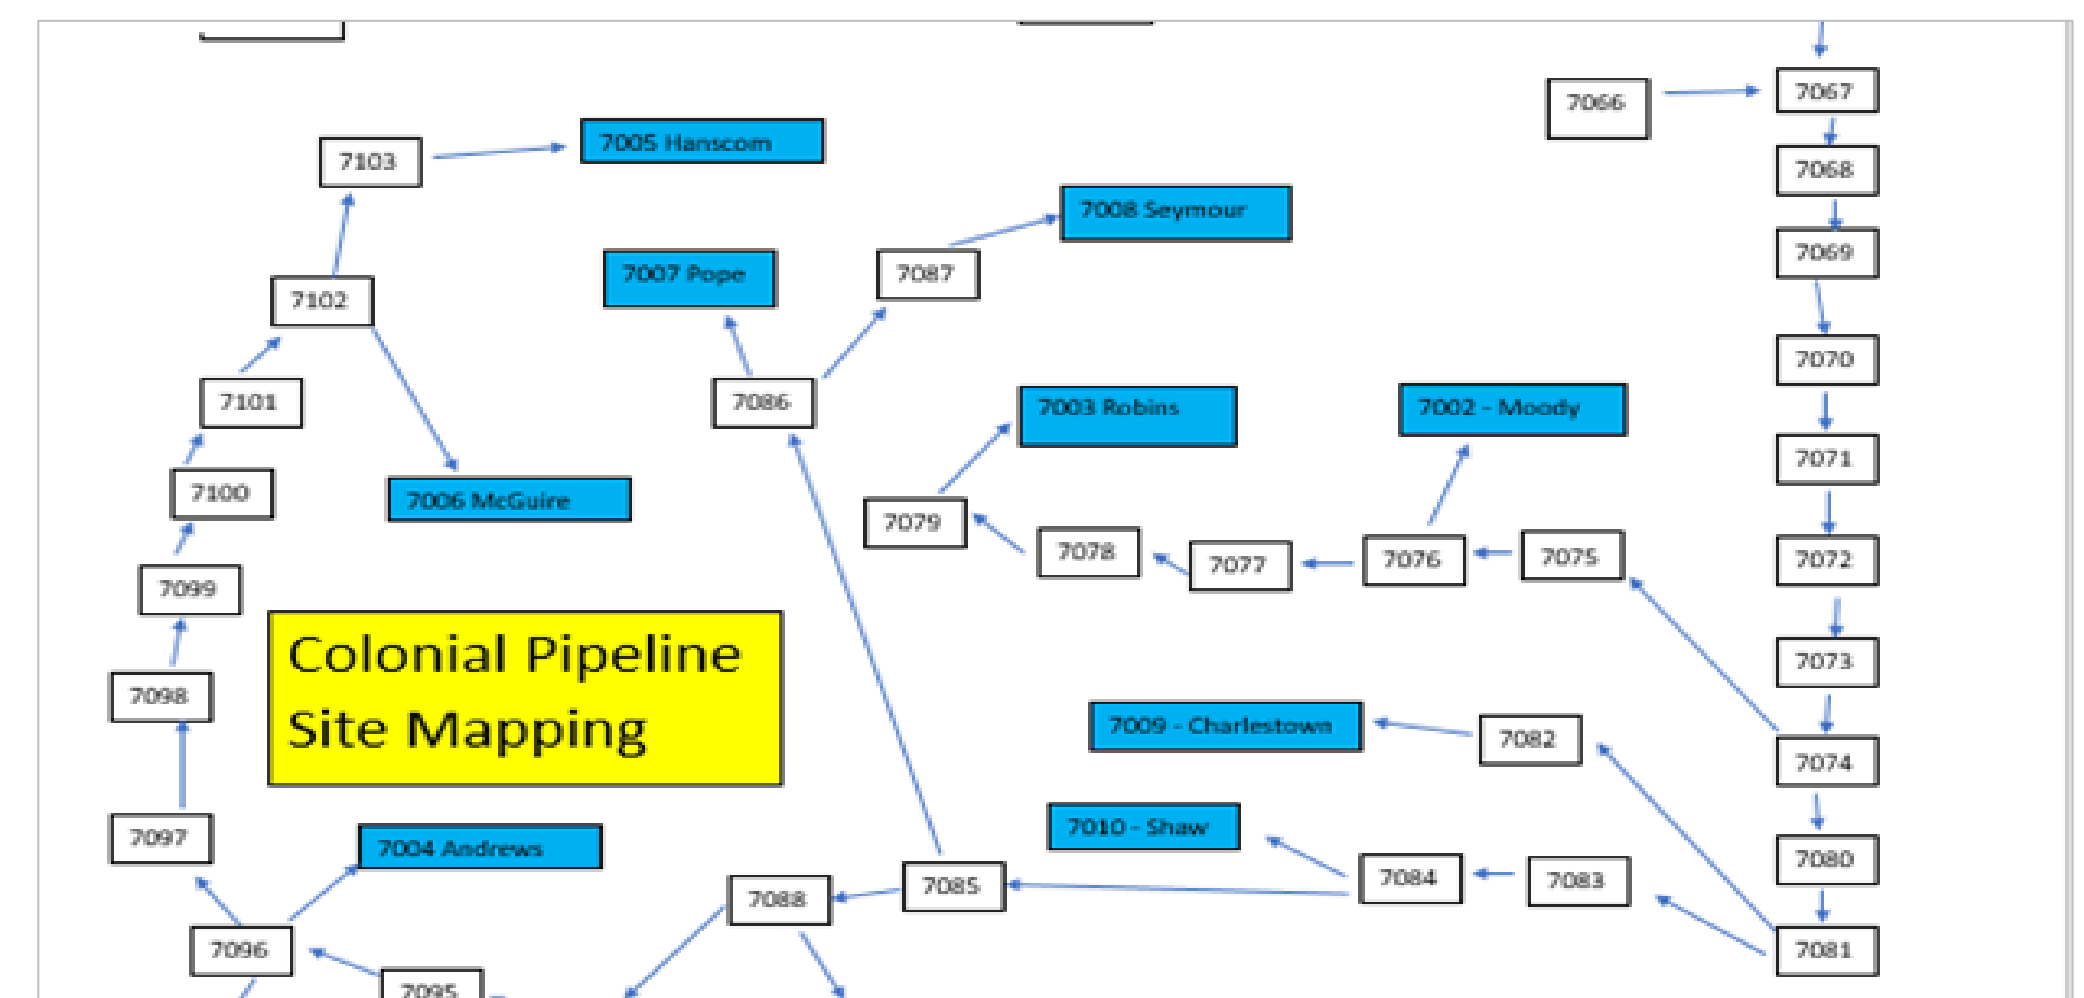 7066
7067
7103
7005 Hanscom
7068
7008 Seymour
7069
7007 Pope
7087
7102
7070
7101
7086
7003 Robins
7002 - Moody
7071
7100
7006 McGuire
7079
7078
7077
7076
7075
7072
7099
Colonial Pipeline
Site Mapping
7073
7098
7009 - Charlestown
7082
7074
7097
7004 Andrews
7010 - Shaw
7080
7088
7085
7084
7083
7096
7081
7095